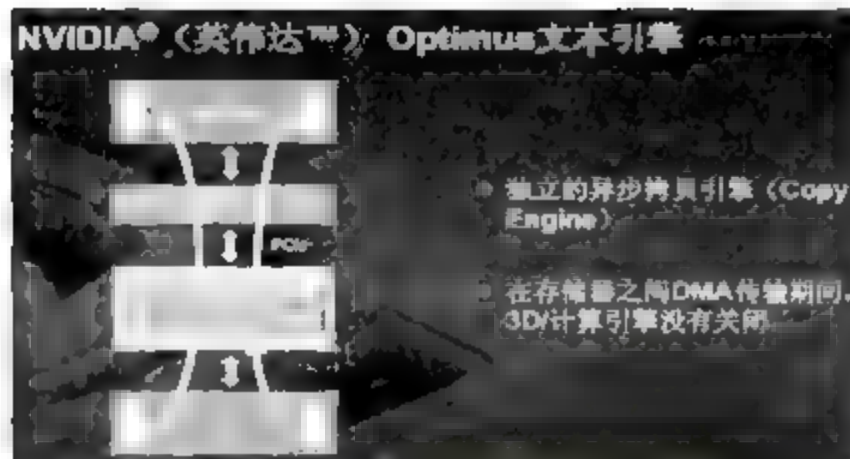 NVIDIA®（英伟达™） Optimus文本引擎
独立的异步拷贝引擎（Copy
Engine）
PCIe
在存储器之间DMA传输期间，
3D/计算引擎没有关闭